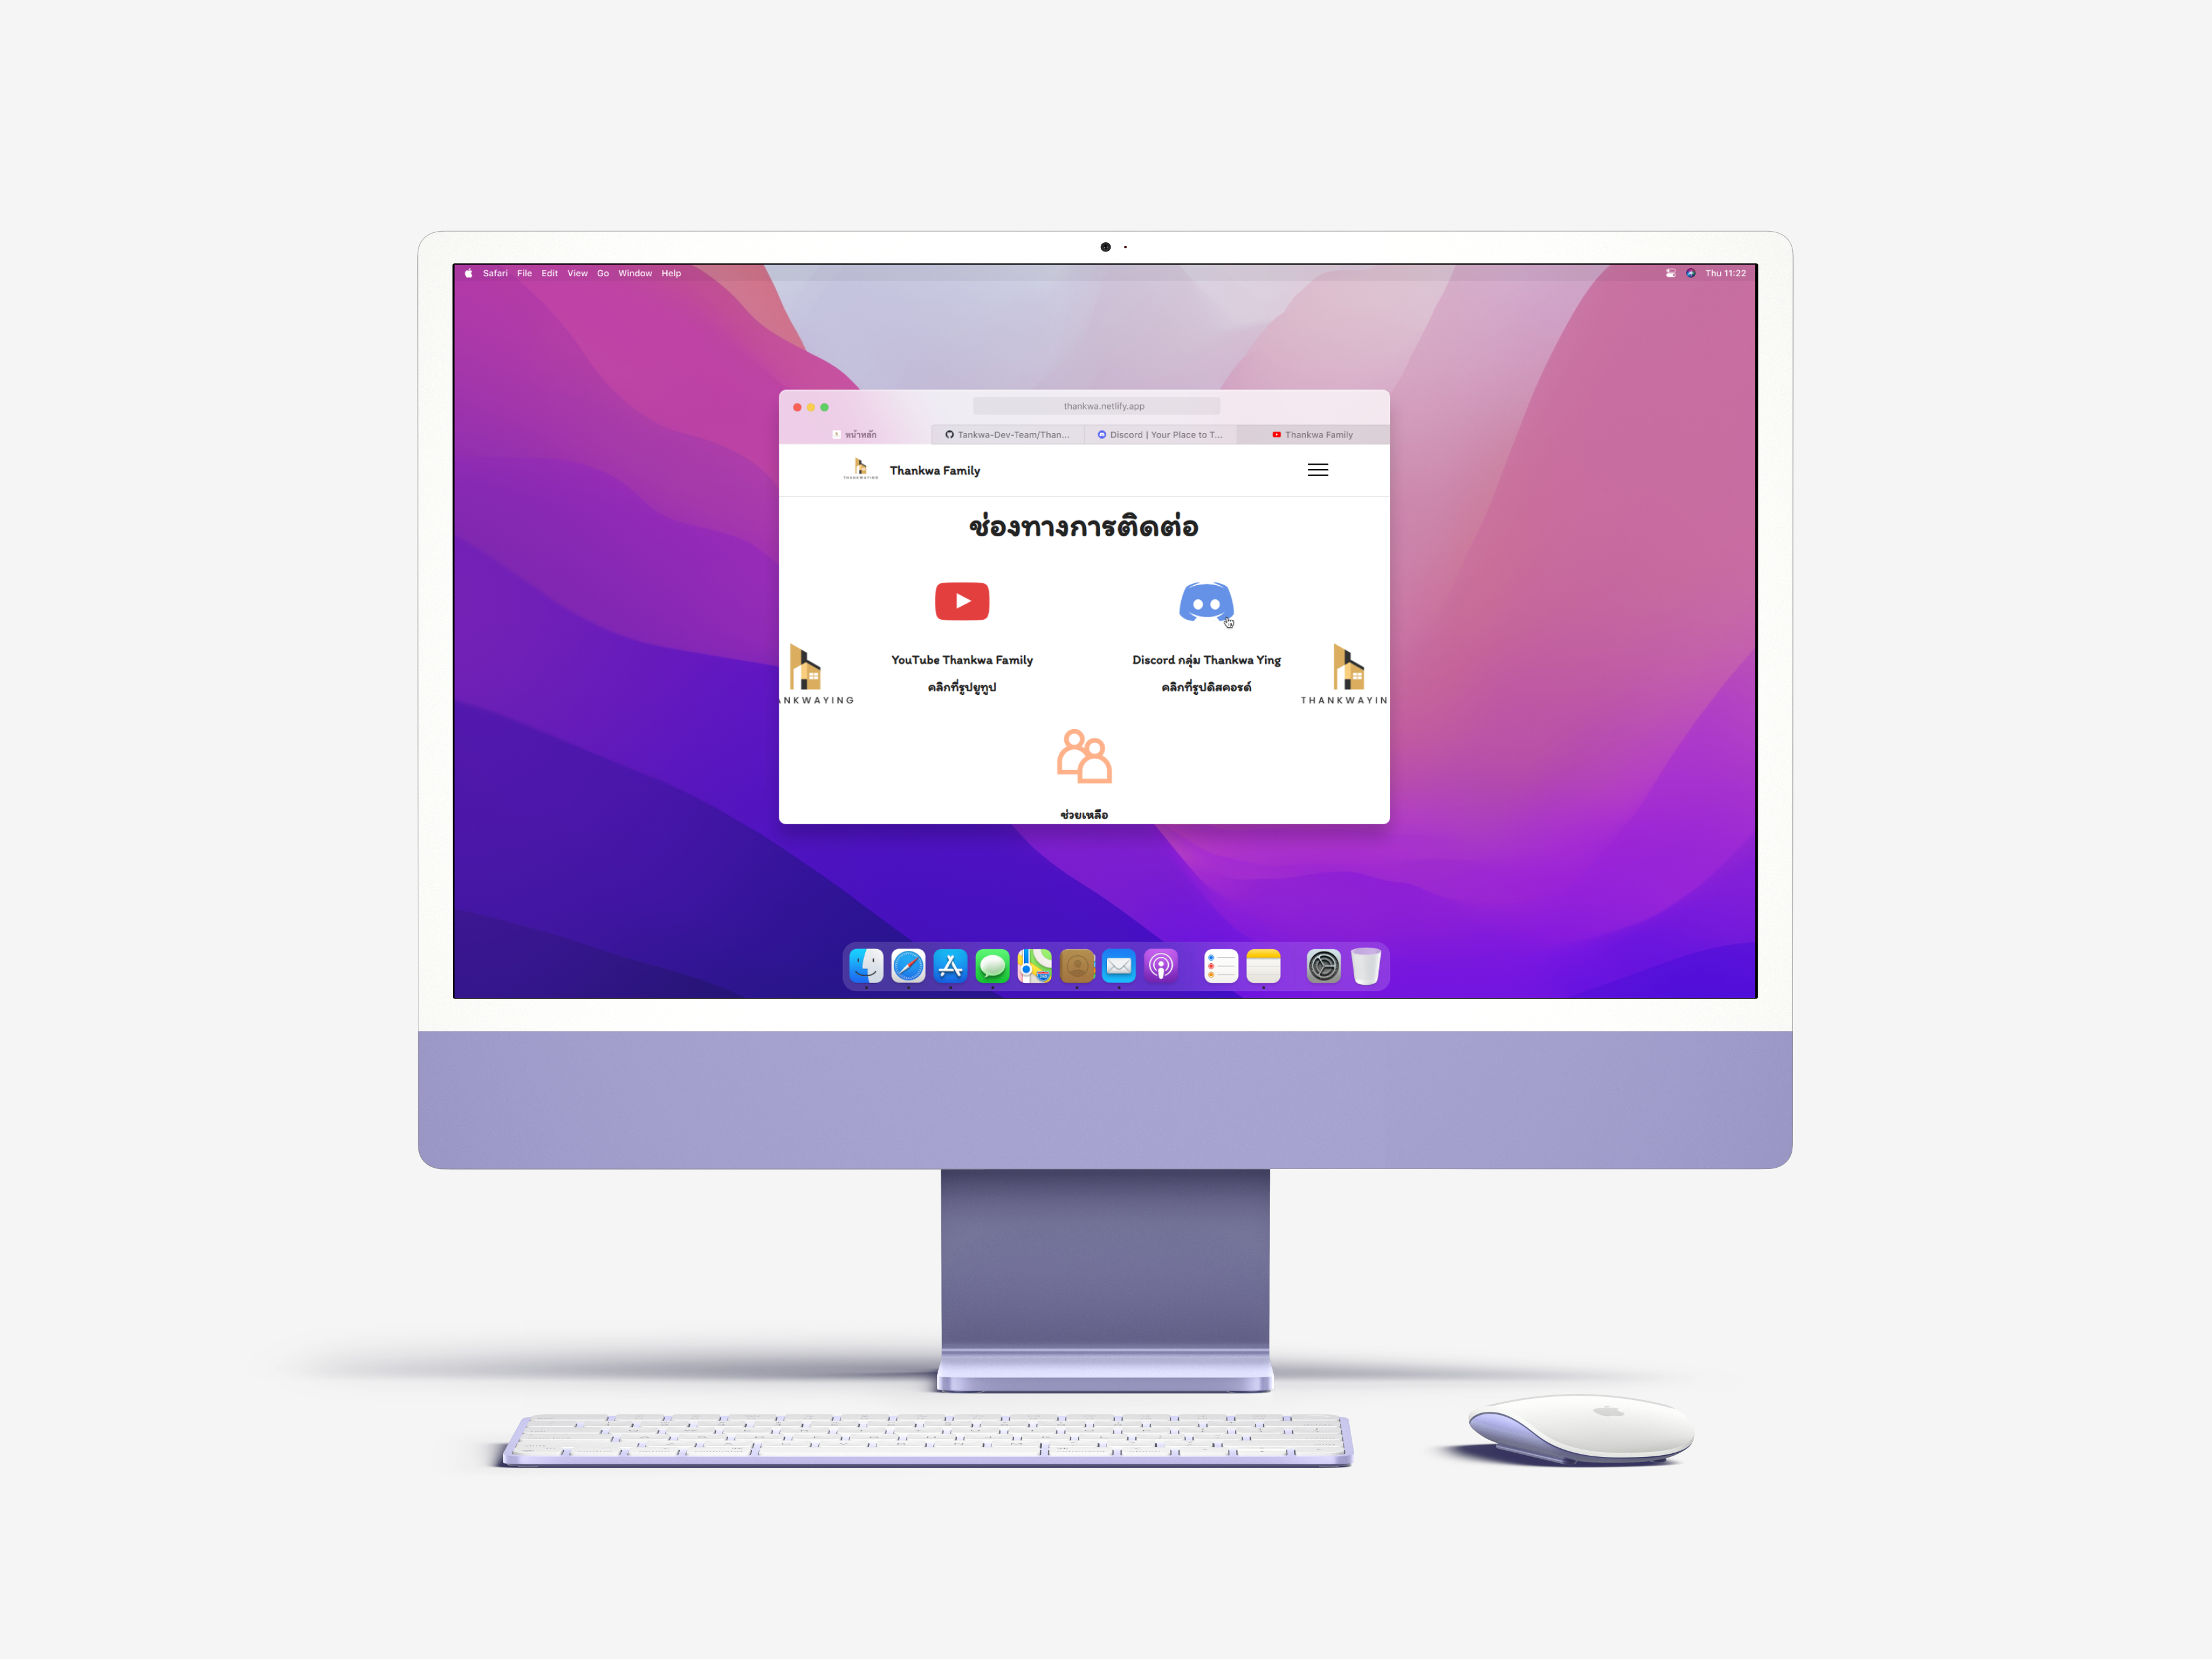 Safari File Edit View Go Window Help
Thu 11:22
thankwa.netlify.app
หน้าหลัก
Tankwa-Dev-Team/Than...
Discord | Your Place to T...
Thankwa Family
THANKWAYING
Thankwa Family
ช่องทางการติดต่อ
YouTube Thankwa Family
คลิกที่รูปยูทูป
Discord กลุ่ม Thankwa Ying
คลิกที่รูปดิสคอรด์
ANKWAYING
THANKWAYIN
ช่วยเหลือ